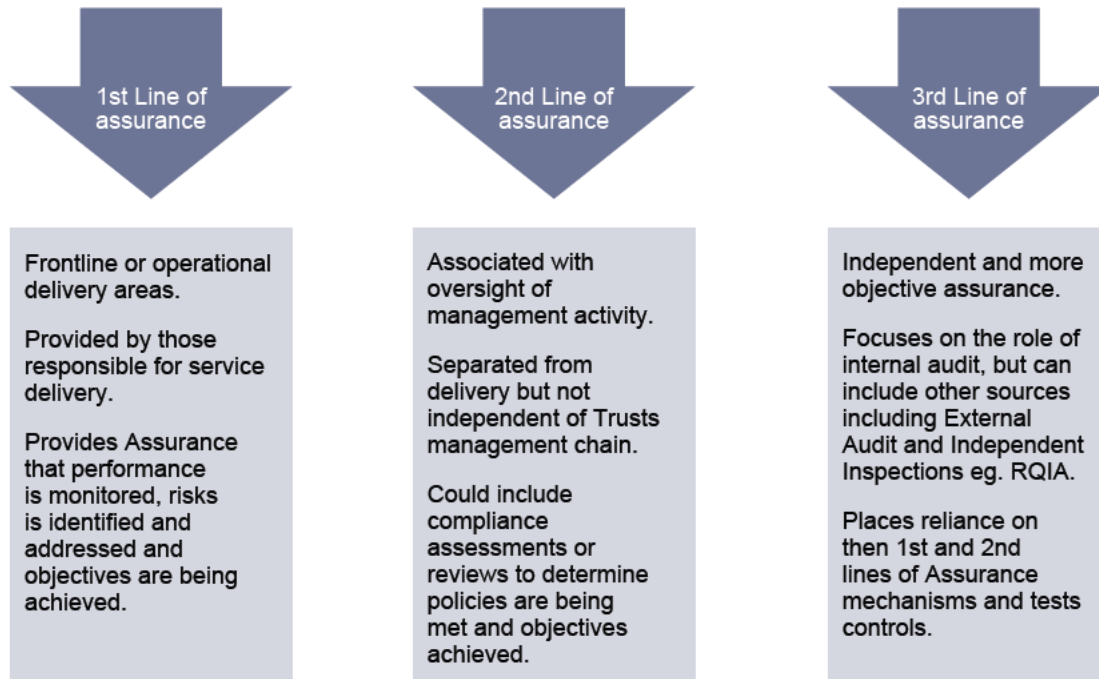 1st Line of
assurance
Frontline or operational
delivery areas.
Provided by those
responsible for service
delivery.
Provides Assurance
that performance
is monitored, risks
is identified and
addressed and
objectives are being
achieved.
2nd Line of
assurance
Associated with
oversight of
management activity.
Separated from
delivery but not
independent of Trusts
management chain.
Could include
compliance
assessments or
reviews to determine
policies are being
met and objectives
achieved.
3rd Line of
assurance
Independent and more
objective assurance.
Focuses on the role of
internal audit, but can
include other sources
including External
Audit and Independent
Inspections eg. RQIA.
Places reliance on
then 1st and 2nd
lines of Assurance
mechanisms and tests
controls.